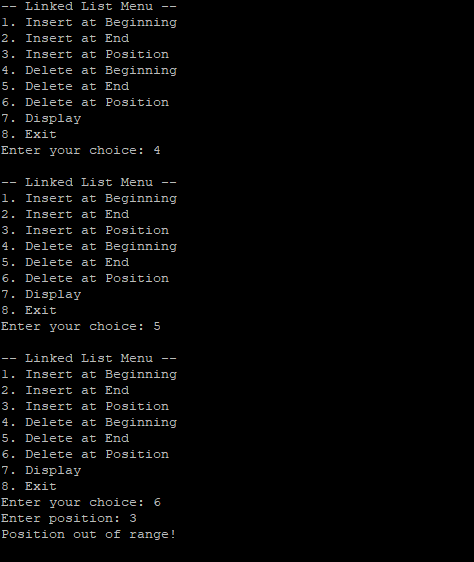 -- Linked List Menu --
1. Insert at Beginning
2. Insert at End
3. Insert at Position
4. Delete at Beginning
5. Delete at End
6. Delete at Position
7. Display
8. Exit
Enter your choice: 4
-- Linked List Menu --
1. Insert at Beginning
2. Insert at End
3. Insert at Position
4. Delete at Beginning
5. Delete at End
6. Delete at Position
7. Display
8. Exit
Enter your choice: 5
-- Linked List Menu --
1. Insert at Beginning
2. Insert at End
3. Insert at Position
4. Delete at Beginning
5. Delete at End
6. Delete at Position
7. Display
8. Exit
Enter your choice: 6
Enter position: 3
Position out of range!